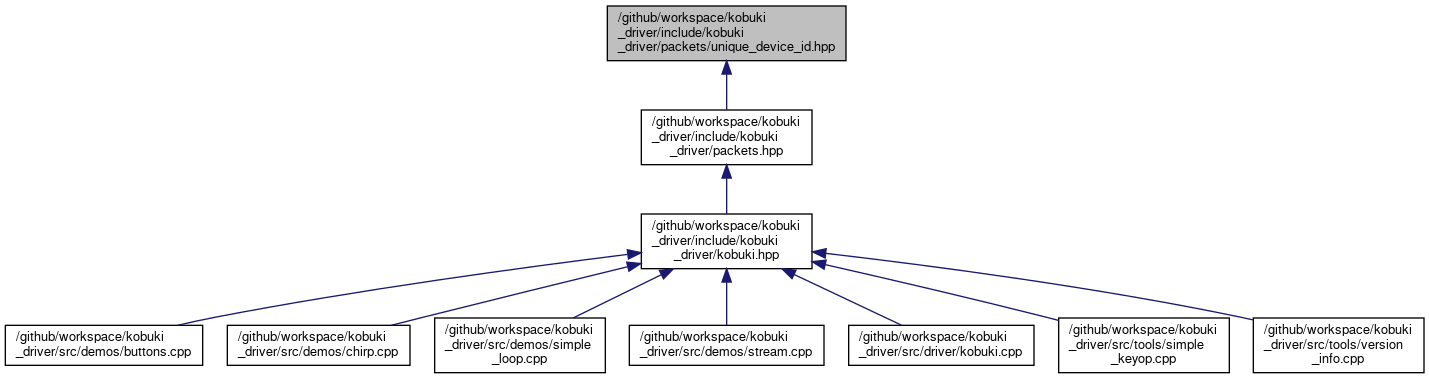 /github/workspace/kobuki
_driver/include/kobuki
_driver/packets/unique_device_id.hpp
/github/workspace/kobuki
_driver/include/kobuki
_driver/packets.hpp
/github/workspace/kobuki
_driver/include/kobuki
_driver/kobuki.hpp
/github/workspace/kobuki
_driver/src/demos/buttons.cpp
/github/workspace/kobuki
_driver/src/demos/chirp.cpp
/github/workspace/kobuki
_driver/src/demos/simple
_loop.cpp
/github/workspace/kobuki
_driver/src/demos/stream.cpp
/github/workspace/kobuki
_driver/src/driver/kobuki.cpp
/github/workspace/kobuki
_driver/src/tools/simple
_keyop.cpp
/github/workspace/kobuki
_driver/src/tools/version
_info.cpp